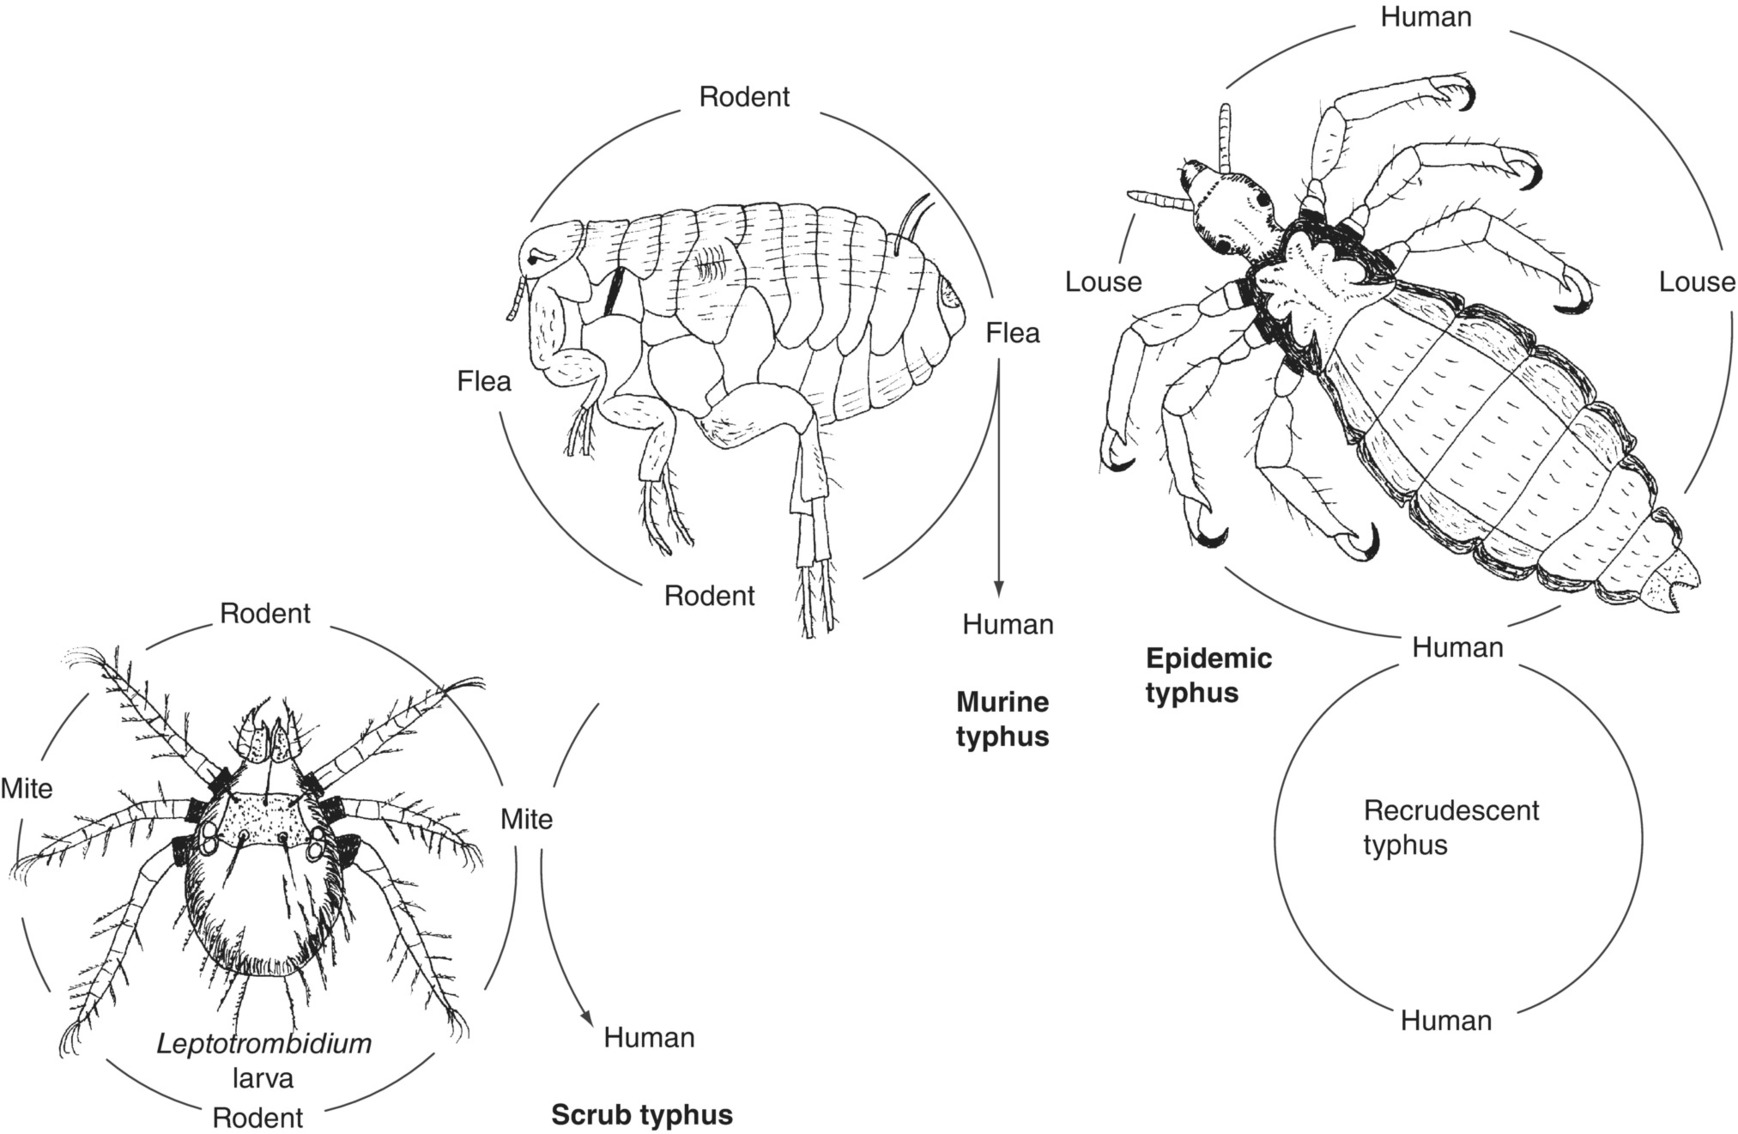 Human
Rodent
Louse
Louse
Flea
Flea
Rodent
Human
Rodent
Human
Epidemic
typhus
Murine
typhus
Mite
Mite
Recrudescent
typhus
Human
Human
Leptotrombidium
larva
Rodent
Scrub typhus